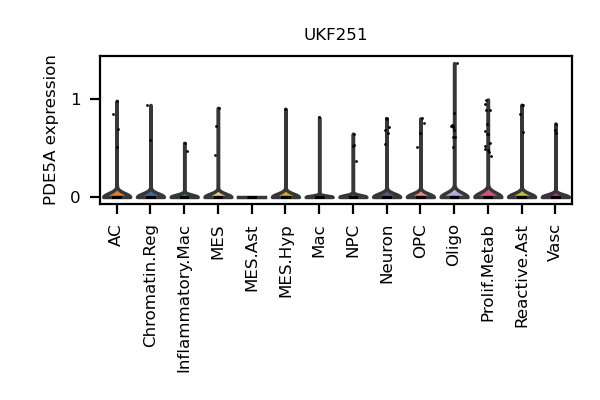 UKF251
PDE5A expression
1
0
AC
Chromatin.Reg
Inflammatory.Mac
MES
MES.Ast
MES.Hyp
Mac
NPC
Neuron
OPC
Oligo
Prolif.Metab
Reactive.Ast
Vasc